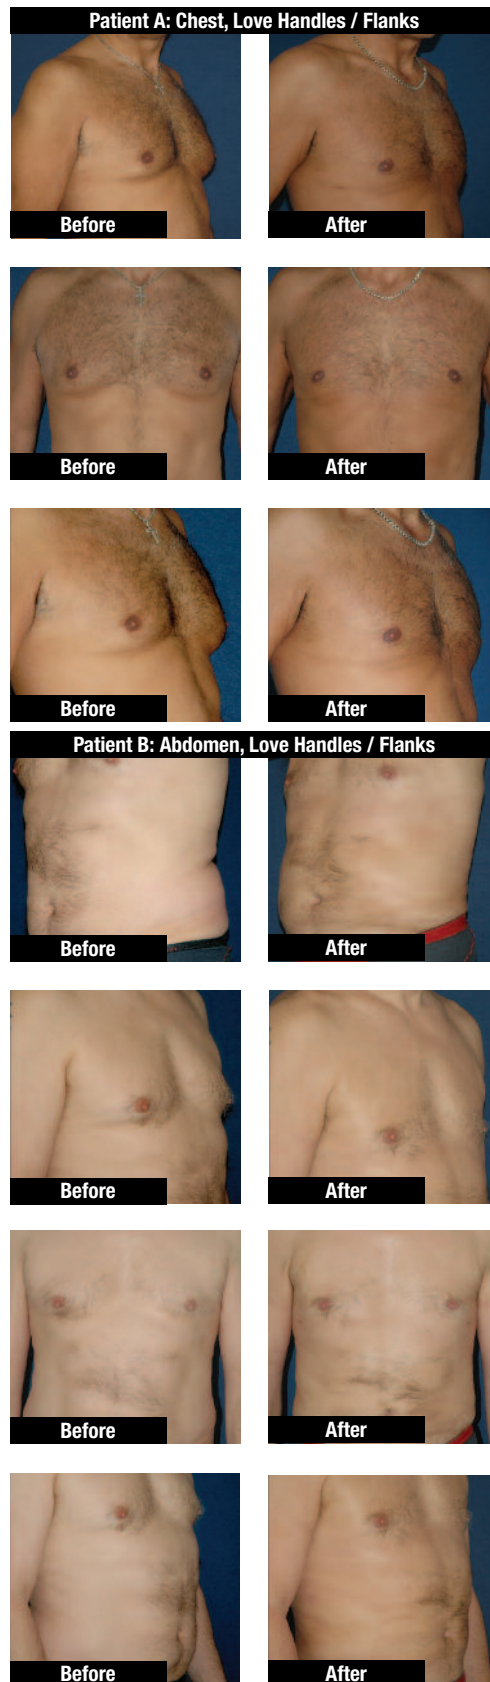 Patient A: Chest, Love Handles / Flanks
Before
After
Before
After
Before
After
Patient B: Abdomen, Love Handles / Flanks
Before
After
Before
After
Before
After
Before
After